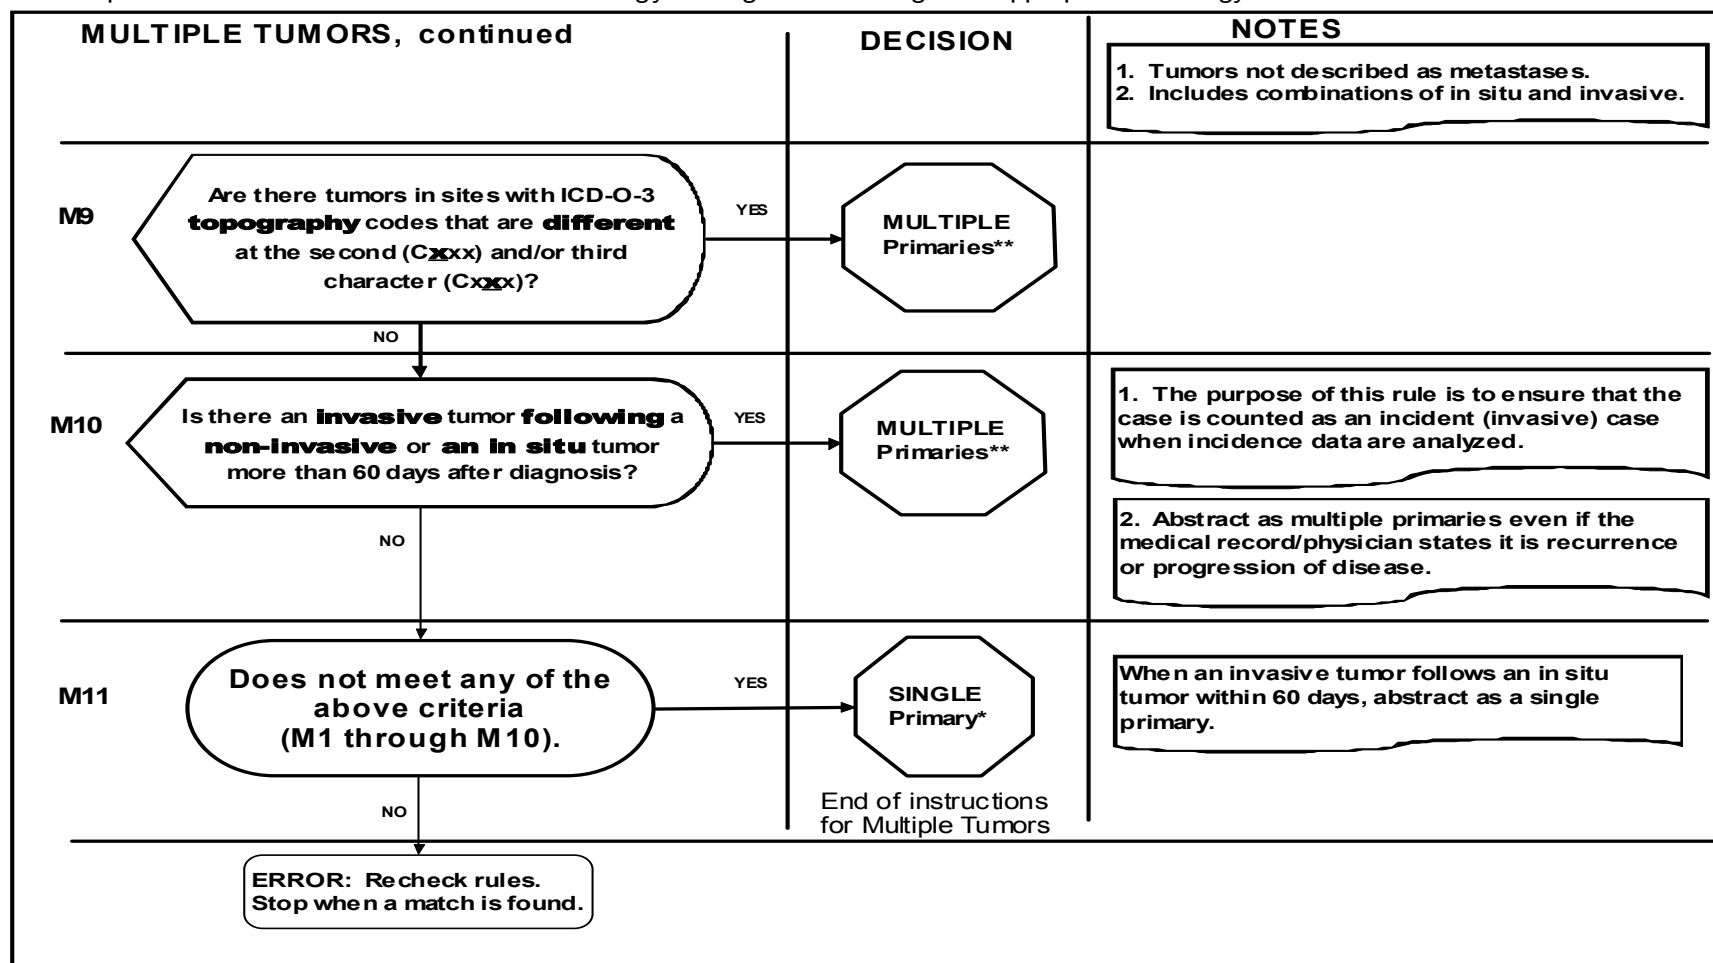 MULTIPLE TUMORS, continued
DECISION
NOTES
1. Tumors not described as metastases.
2. Includes combinations of in situ and invasive.
M9
Are there tumors in sites with ICD-O-3
topography codes that are different
at the second (Cxxx) and/or third
character (Cxxx)?
YES
MULTIPLE
Primaries**
NO
M10
Is there an invasive tumor following a
non-invasive or an in situ tumor
more than 60 days after diagnosis?
YES
MULTIPLE
Primaries**
1. The purpose of this rule is to ensure that the
case is counted as an incident (invasive) case
when incidence data are analyzed.
2. Abstract as multiple primaries even if the
medical record/physician states it is recurrence
or progression of disease.
NO
M11
Does not meet any of the
above criteria
(M1 through M10).
YES
SINGLE
Primary*
When an invasive tumor follows an in situ
tumor within 60 days, abstract as a single
primary.
NO
End of instructions
for Multiple Tumors
ERROR: Recheck rules.
Stop when a match is found.